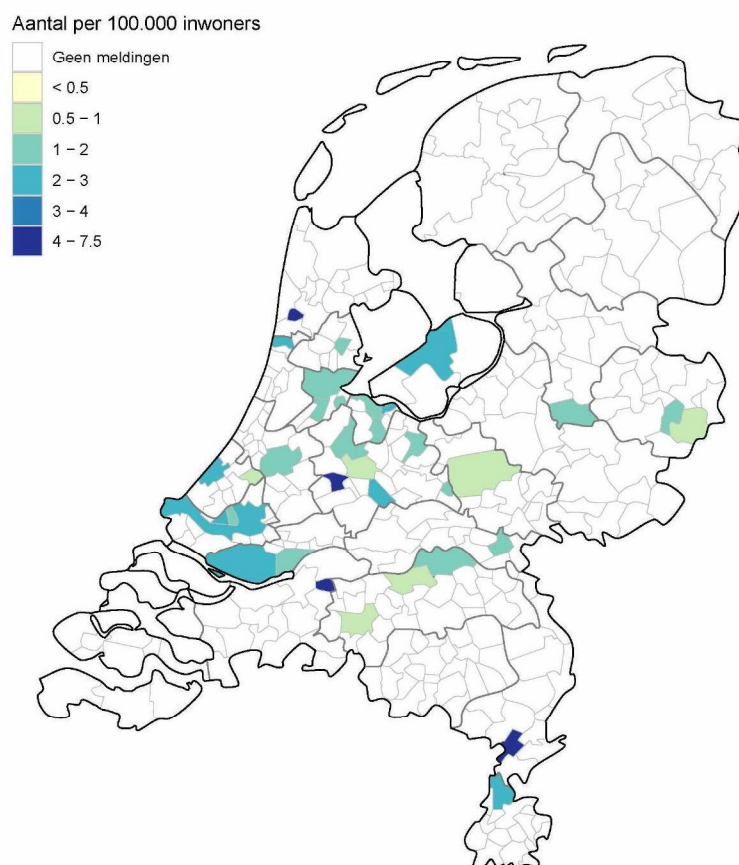 Aantal per 100.000 inwoners
Geen meldingen
< 0.5
0.5 – 1
1 – 2
2 – 3
3 – 4
4 – 7.5